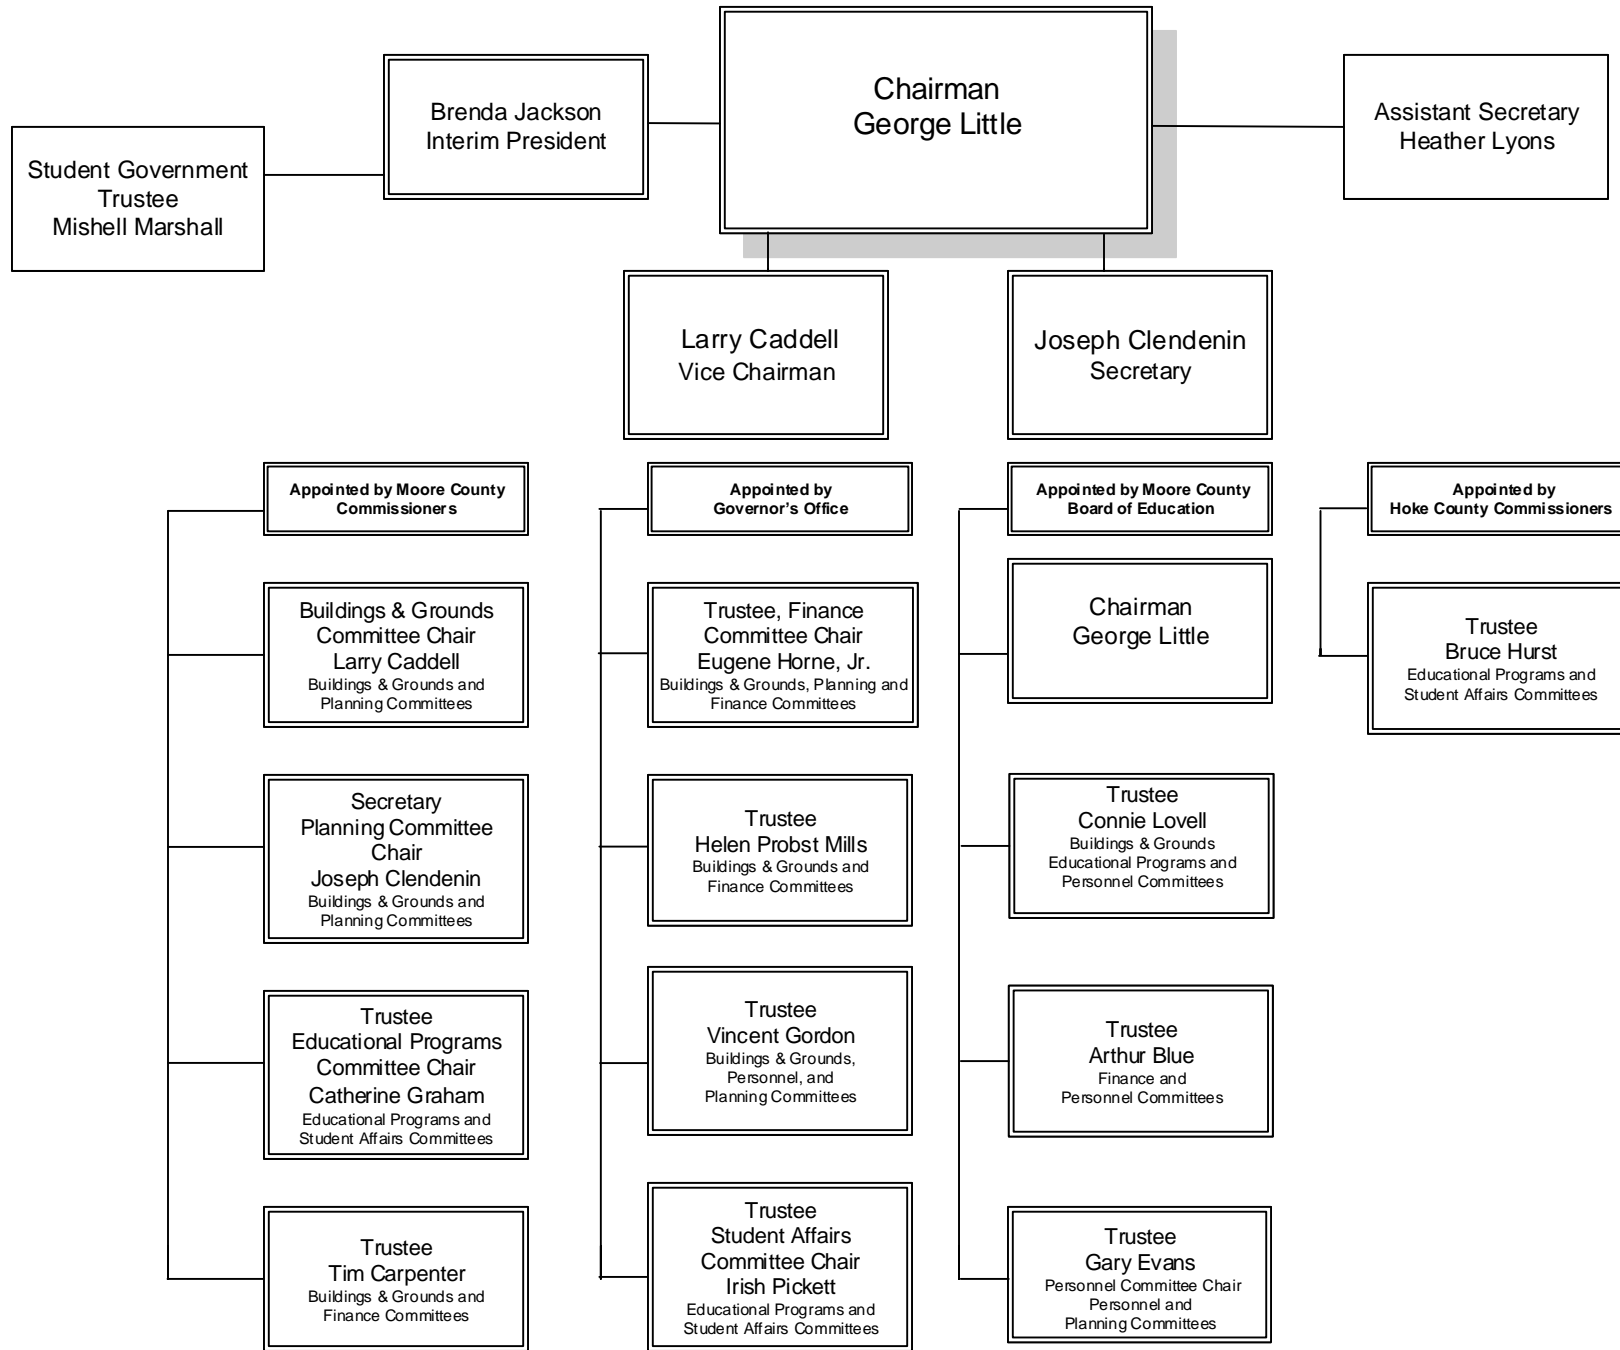 Chairman
George Little
Brenda Jackson
Interim President
Assistant Secretary
Heather Lyons
Student Government
Trustee
Mishell Marshall
Larry Caddell
Vice Chairman
Joseph Clendenin
Secretary
Appointed by Moore County
Commissioners
Buildings & Grounds
Committee Chair
Larry Caddell
Buildings & Grounds and
Planning Committees
Secretary
Planning Committee
Chair
Joseph Clendenin
Buildings & Grounds and
Planning Committees
Trustee
Educational Programs
Committee Chair
Catherine Graham
Educational Programs and
Student Affairs Committees
Trustee
Tim Carpenter
Buildings & Grounds and
Finance Committees
Appointed by
Governor's Office
Trustee, Finance
Committee Chair
Eugene Horne, Jr.
Buildings & Grounds, Planning and
Finance Committees
Trustee
Helen Probst Mills
Buildings & Grounds and
Finance Committees
Trustee
Vincent Gordon
Buildings & Grounds,
Personnel, and
Planning Committees
Trustee
Student Affairs
Committee Chair
Irish Pickett
Educational Programs and
Student Affairs Committees
Appointed by Moore County
Board of Education
Chairman
George Little
Trustee
Connie Lovell
Buildings & Grounds
Educational Programs and
Personnel Committees
Trustee
Arthur Blue
Finance and
Personnel Committees
Trustee
Gary Evans
Personnel Committee Chair
Personnel and
Planning Committees
Appointed by
Hoke County Commissioners
Trustee
Bruce Hurst
Educational Programs and
Student Affairs Committees